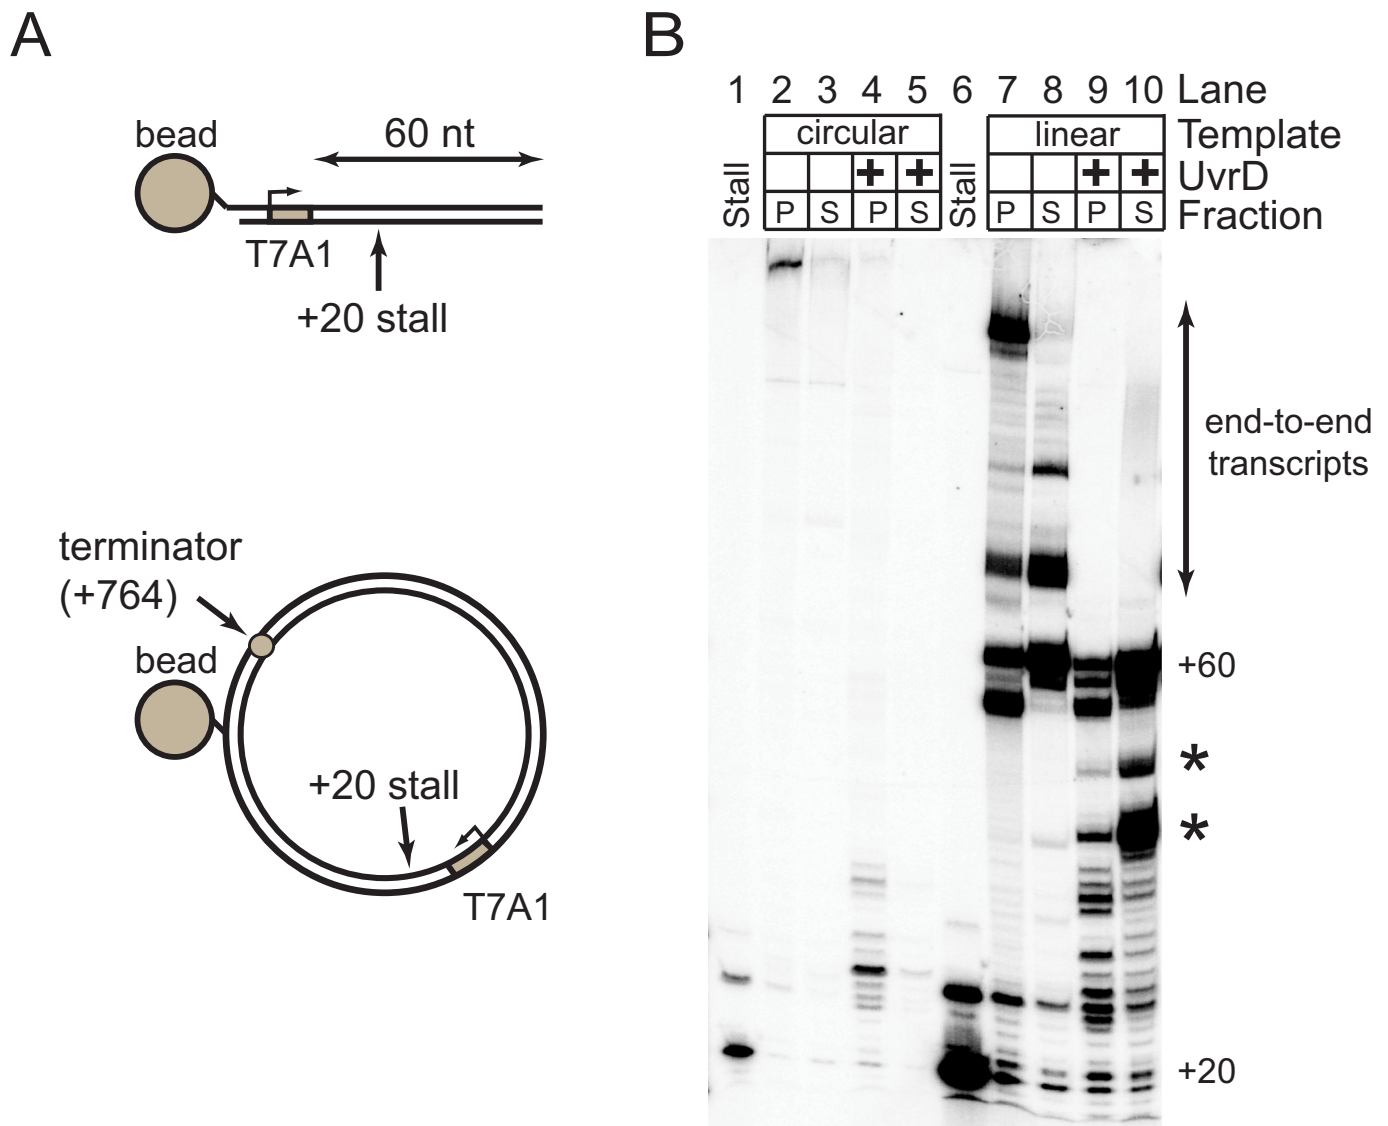 A
bead
60 nt
T7A1
+20 stall
terminator
(+764)
bead
+20 stall
T7A1
B
1 2 3 4 5 6 7 8 9 10 Lane
Stall circular Stall linear Template
+ + + + UvrD
P S P S P S P S Fraction
end-to-end
transcripts
+60
*
*
+20